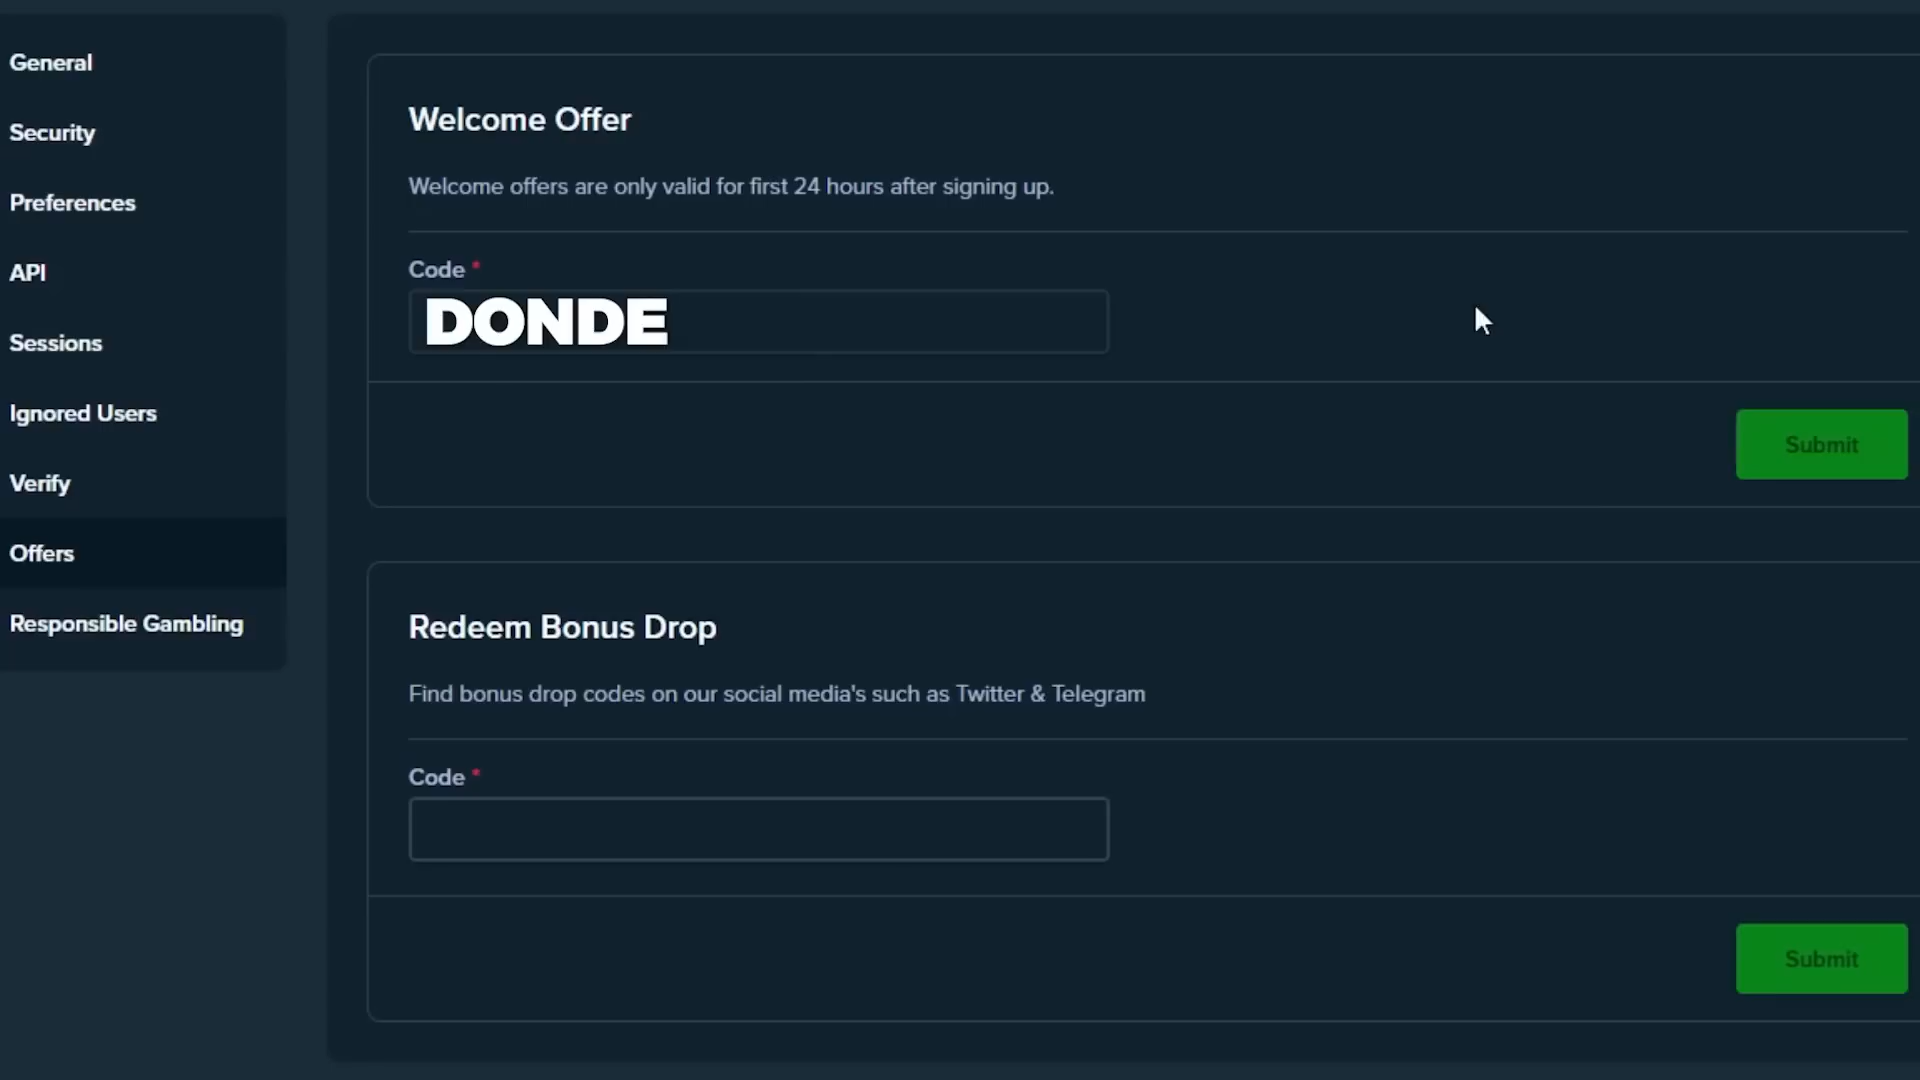 General
Security
Preferences
API
Sessions
Ignored Users
Verify
Offers
Responsible Gambling
Welcome Offer
Welcome offers are only valid for first 24 hours after signing up.
Code *
DONDE
Submit
Redeem Bonus Drop
Find bonus drop codes on our social media's such as Twitter & Telegram
Code *
Submit